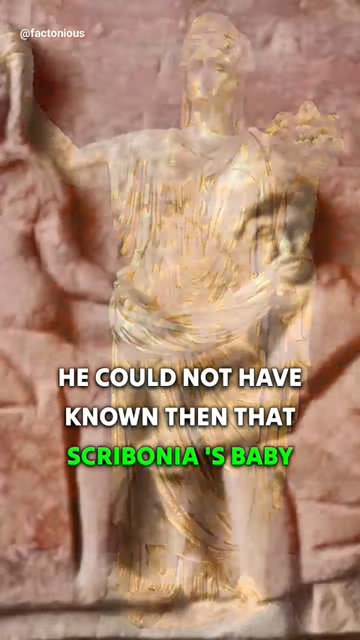 @factonious
HE COULD NOT HAVE
KNOWN THEN THAT
SCRIBONIA 'S BABY